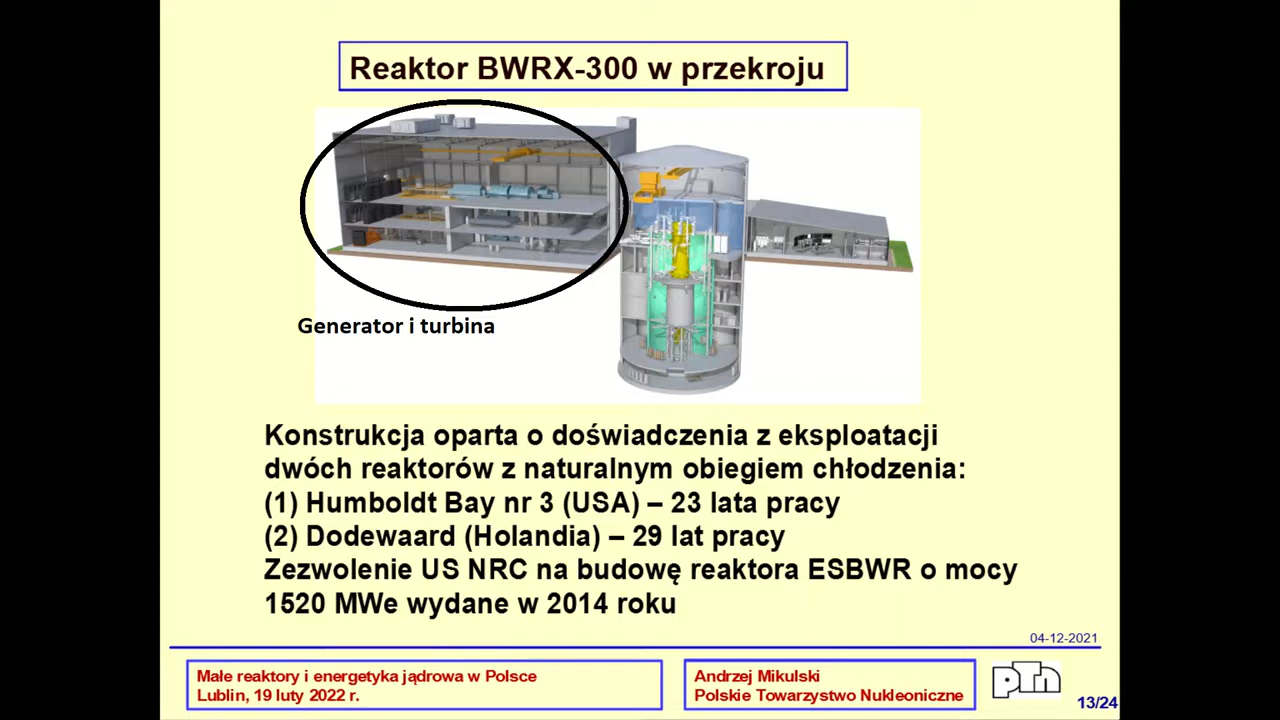 Reaktor BWRX-300 w przekroju
Generator i turbina
Konstrukcja oparta o doświadczenia z eksploatacji
dwóch reaktorów z naturalnym obiegiem chłodzenia:
(1) Humboldt Bay nr 3 (USA) – 23 lata pracy
(2) Dodewaard (Holandia) – 29 lat pracy
Zezwolenie US NRC na budowę reaktora ESBWR o mocy
1520 MWe wydane w 2014 roku
04-12-2021
Małe reaktory i energetyka jądrowa w Polsce
Lublin, 19 luty 2022 r.
Andrzej Mikulski
Polskie Towarzystwo Nukleoniczne
PTN
13/24